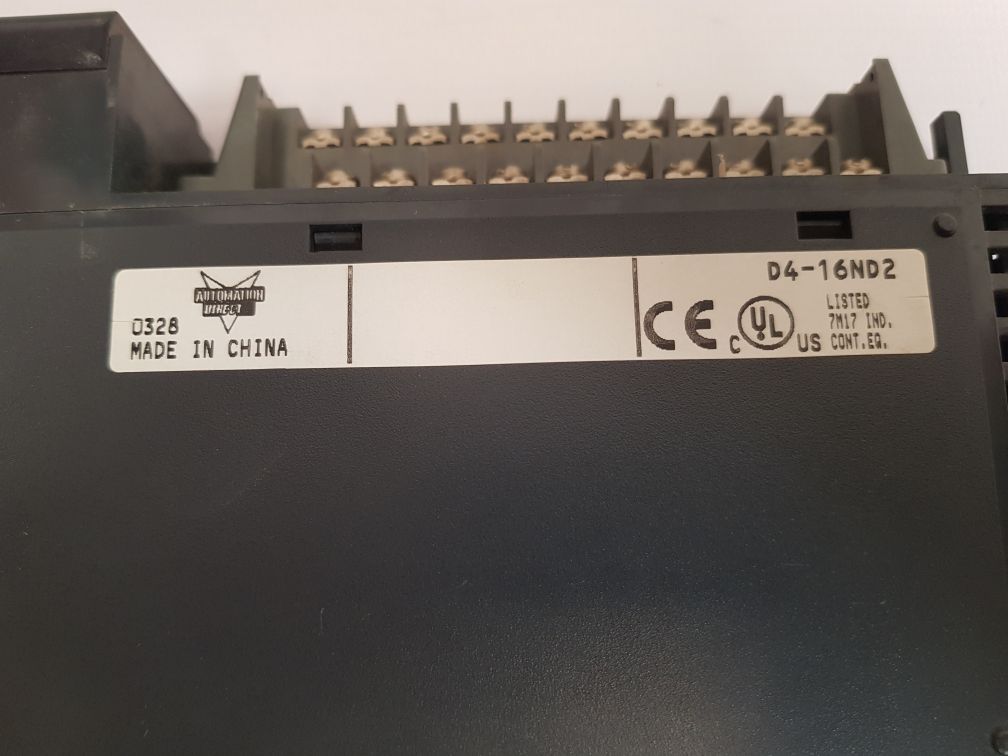 AUTOMATION
DIRECT
0328
MADE IN CHINA
D4-16ND2
CE
C UL US
LISTED
7M17 IND.
CONT.EQ.